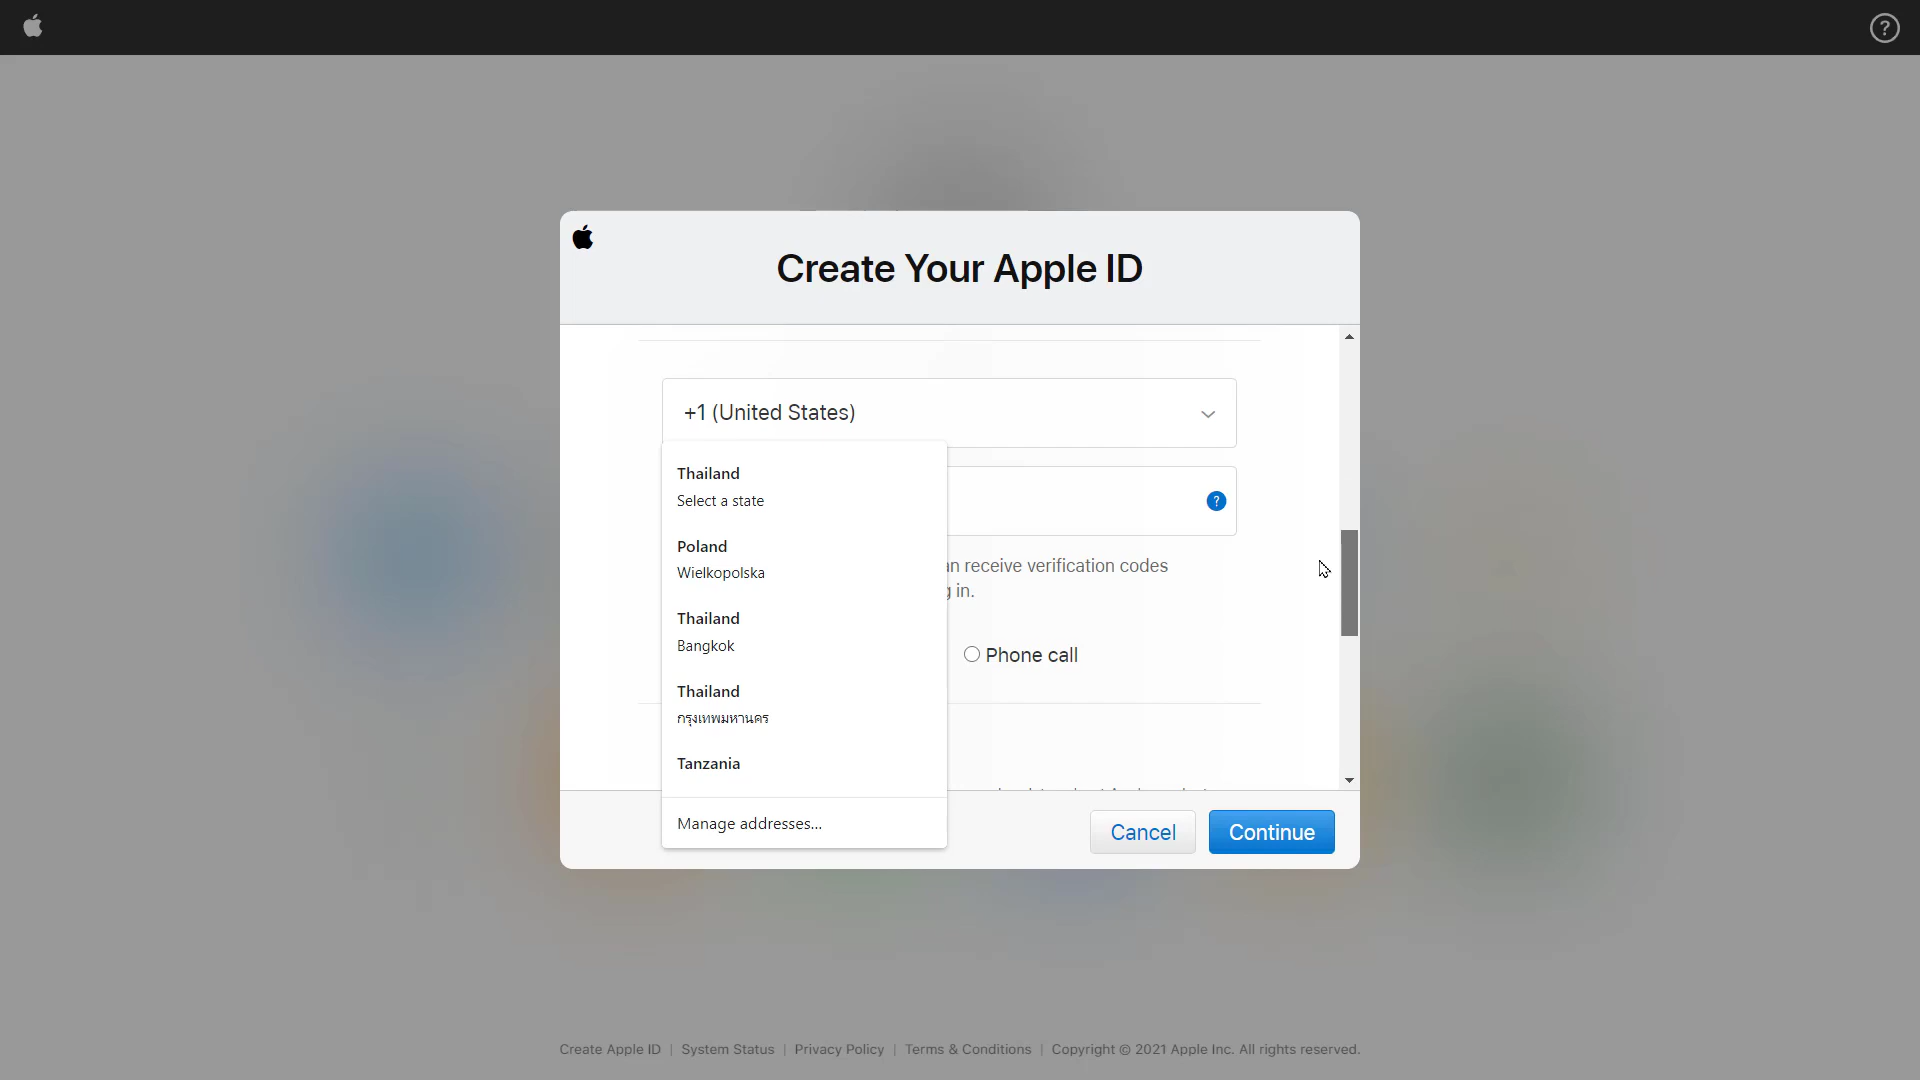 ?
Create Your Apple ID
+1 (United States)
Thailand
Select a state
?
Poland
Wielkopolska
receive verification codes
in.
Thailand
Bangkok
Phone call
Thailand
กรุงเทพมหานคร
Tanzania
Manage addresses...
Cancel
Continue
Create Apple ID | System Status | Privacy Policy | Terms & Conditions | Copyright © 2021 Apple Inc. All rights reserved.